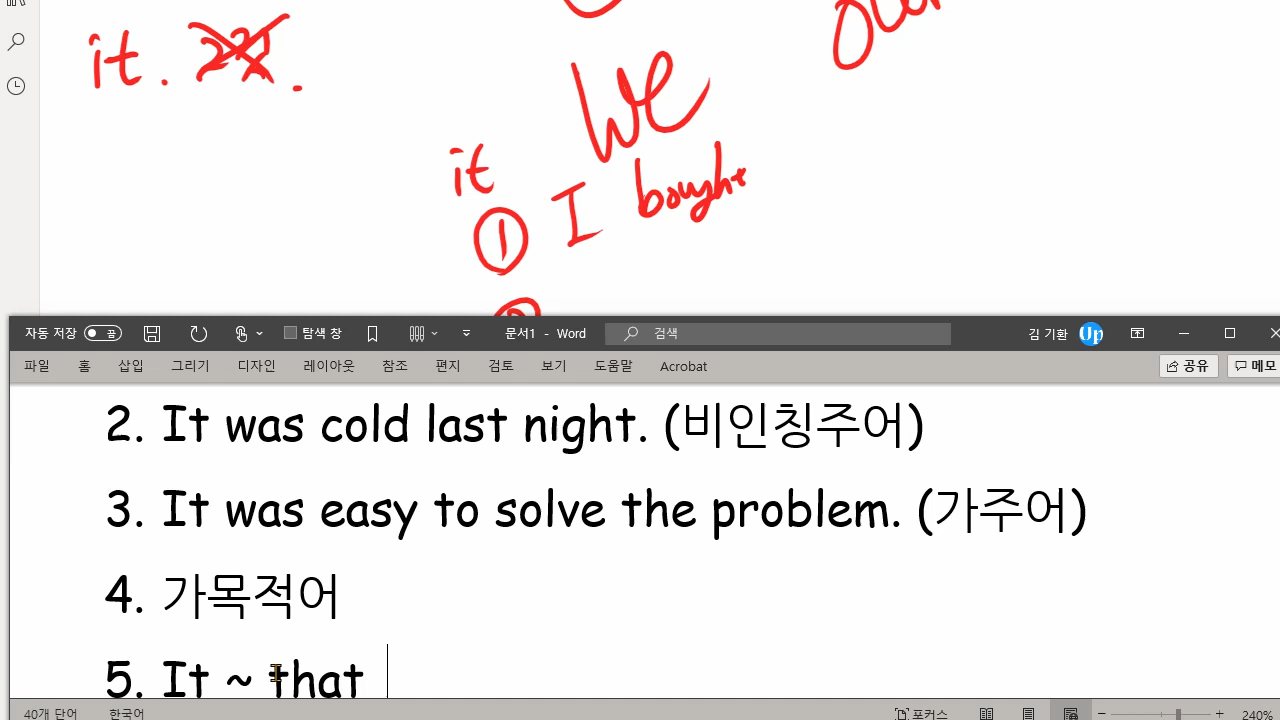 it.
We
it
① I bought
자동 저장 끔 탐색 창 문서1 - Word 검색 김 기환 Up
파일 홈 삽입 그리기 디자인 레이아웃 참조 편지 검토 보기 도움말 Acrobat 공유 메모
2. It was cold last night. (비인칭주어)
3. It was easy to solve the problem. (가주어)
4. 가목적어
5. It ~ that
40개 단어 한국어 포커스 240%